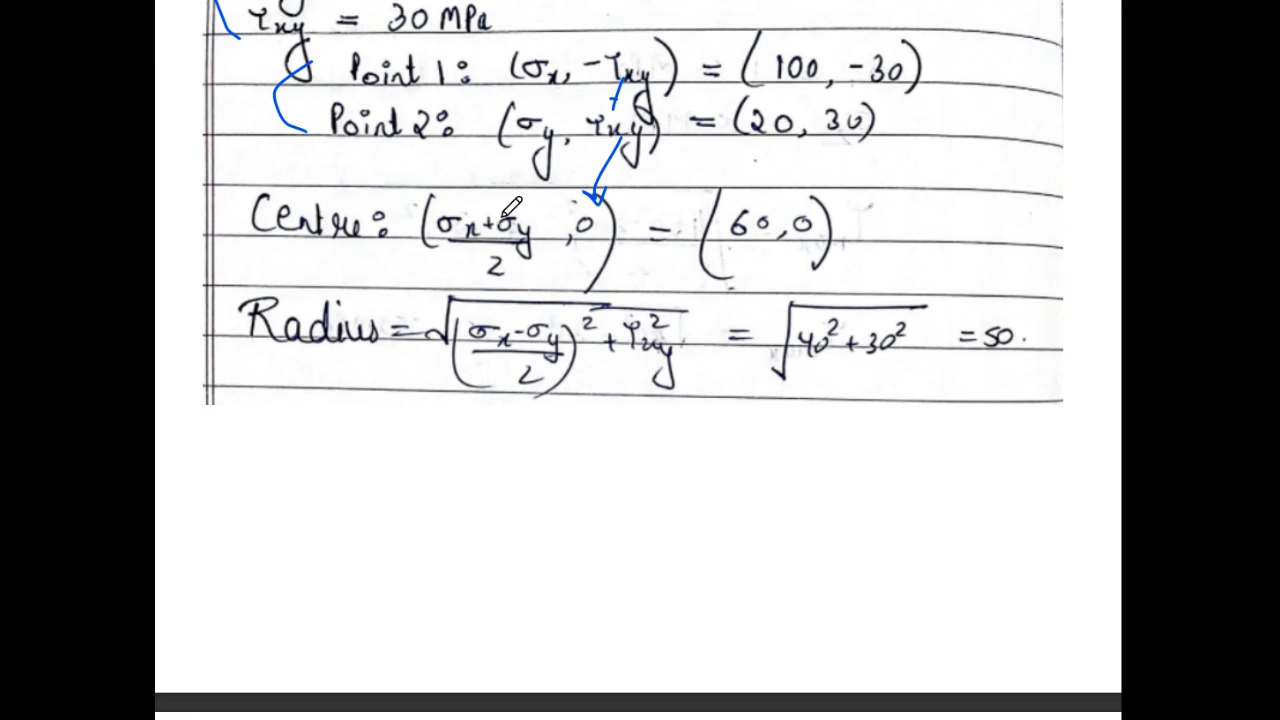 τxy = 30 MPa
Point 1: (σx, -τxy) = (100, -30)
Point 2: (σy, τxy) = (20, 30)
Centre: (σx+σy/2, 0) = (60, 0)
Radius = √((σx-σy/2)² + τxy²) = √(40²+30²) = 50.